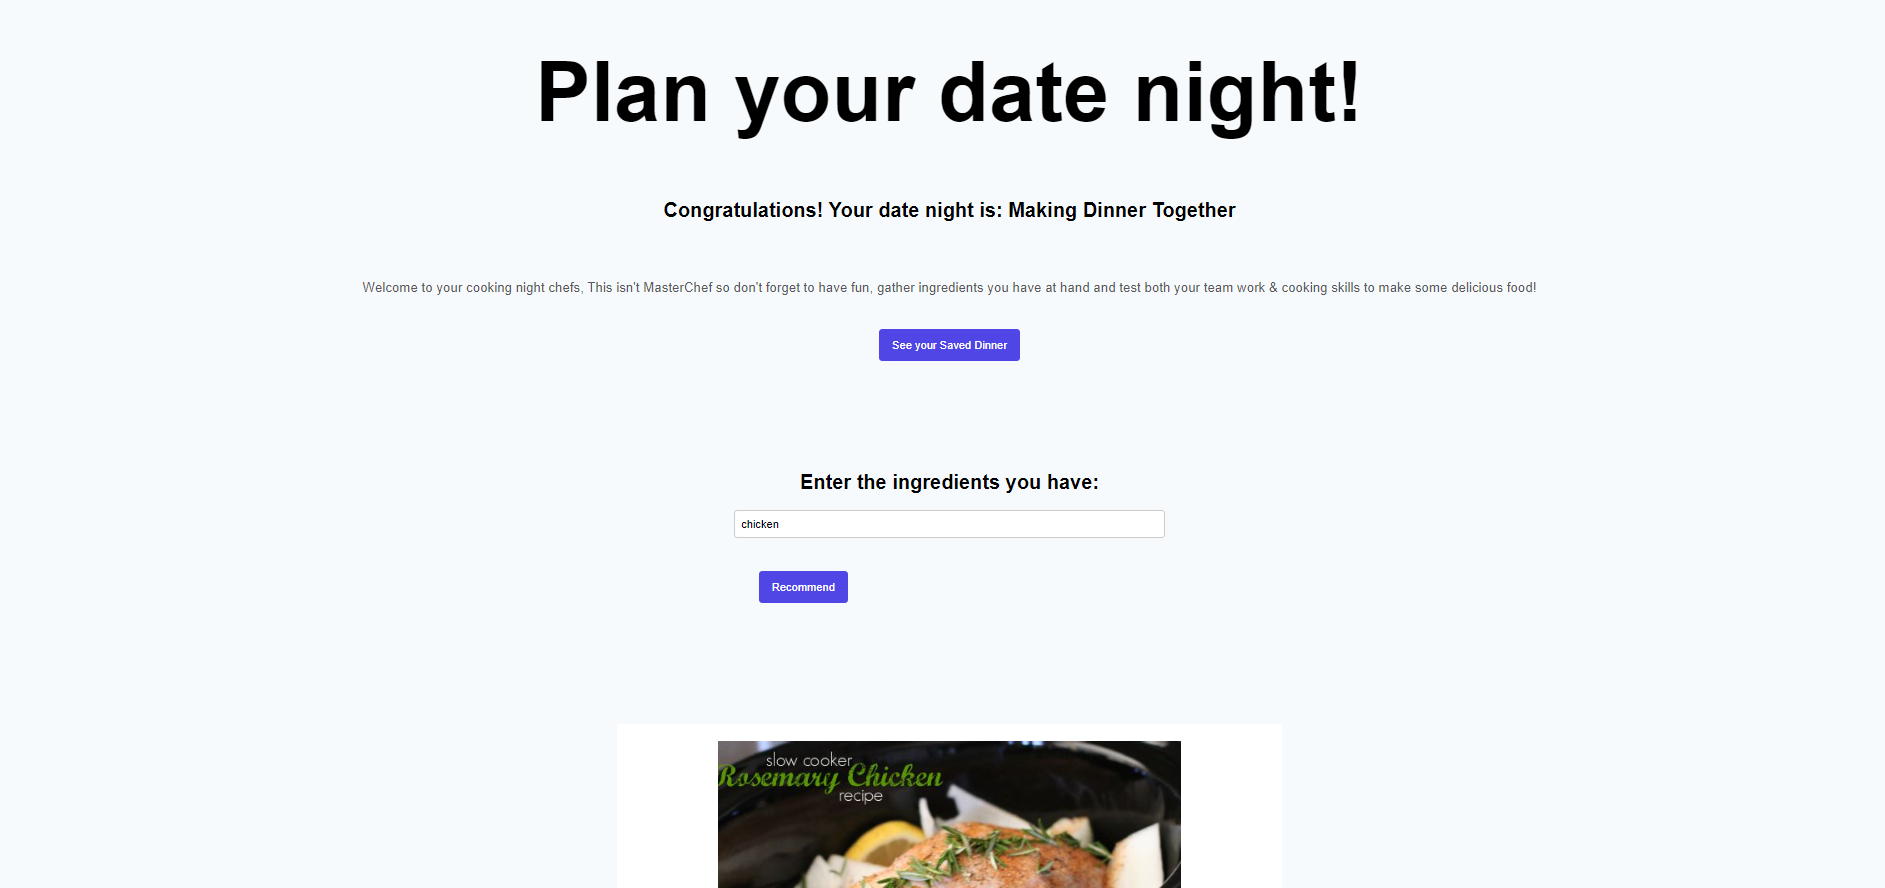 Plan your date night!
Congratulations! Your date night is: Making Dinner Together
Welcome to your cooking night chefs, This isn't MasterChef so don't forget to have fun, gather ingredients you have at hand and test both your team work & cooking skills to make some delicious food!
See your Saved Dinner
Enter the ingredients you have:
chicken
Recommend
slow cooker
Rosemary Chicken
recipe